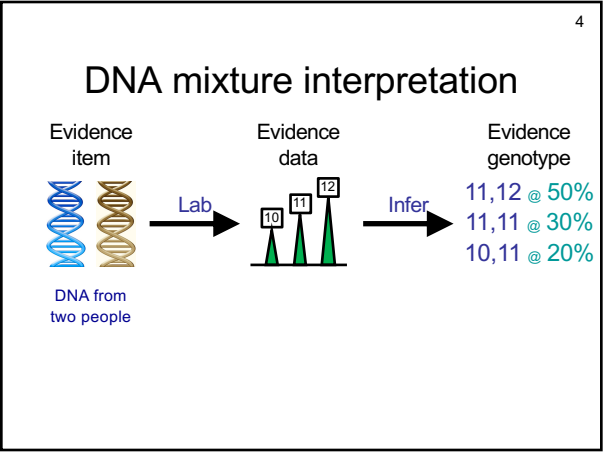 4
DNA mixture interpretation
Evidence
item
Evidence
data
Evidence
genotype
Lab
10
11
12
Infer
11,12 @ 50%
11,11 @ 30%
10,11 @ 20%
DNA from
two people